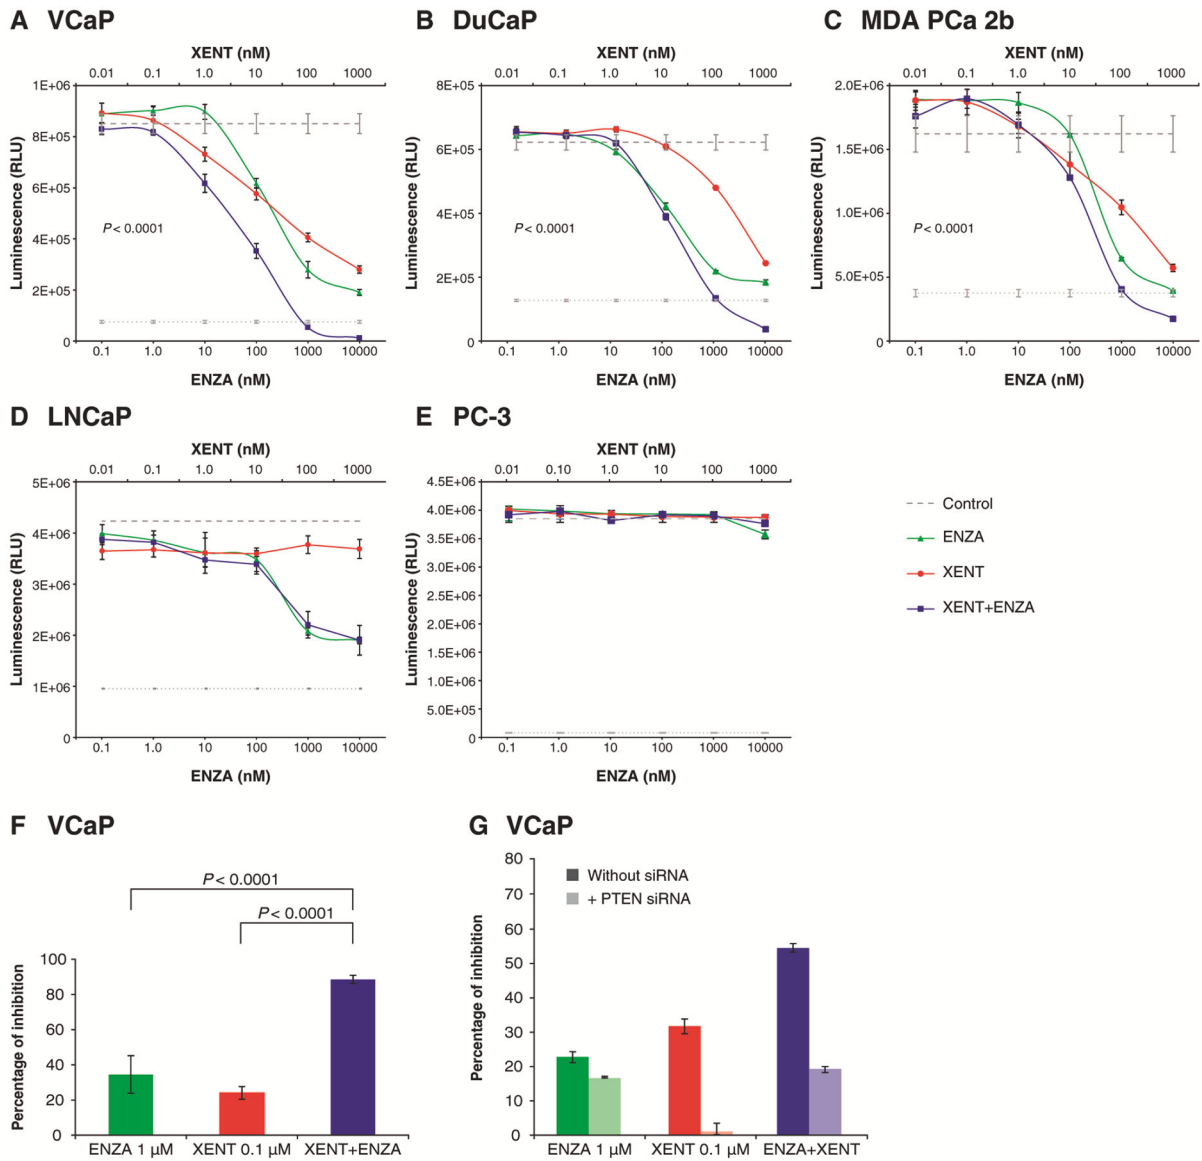 A VCaP
XENT (nM)
0.01 0.1 1.0 10 100 1000
1E+06
8E+05
6E+05
4E+05
2E+05
0
Luminescence (RLU)
P < 0.0001
0.1 1.0 10 100 1000 10000
ENZA (nM)
B DuCaP
XENT (nM)
0.01 0.1 1.0 10 100 1000
8E+05
6E+05
4E+05
2E+05
0
Luminescence (RLU)
P < 0.0001
0.1 1.0 10 100 1000 10000
ENZA (nM)
C MDA PCa 2b
XENT (nM)
0.01 0.1 1.0 10 100 1000
2.0E+06
1.5E+06
1.0E+06
5.0E+05
0
Luminescence (RLU)
P < 0.0001
0.1 1.0 10 100 1000 10000
ENZA (nM)
D LNCaP
XENT (nM)
0.01 0.1 1.0 10 100 1000
5E+06
4E+06
3E+06
2E+06
1E+06
0
Luminescence (RLU)
0.1 1.0 10 100 1000 10000
ENZA (nM)
E PC-3
XENT (nM)
0.01 0.10 1.0 10 100 1000
4.5E+06
4.0E+06
3.5E+06
3.0E+06
2.5E+06
2.0E+06
1.5E+06
1.0E+06
5.0E+05
0
Luminescence (RLU)
0.1 1.0 10 100 1000 10000
ENZA (nM)
Control
ENZA
XENT
XENT+ENZA
F VCaP
P < 0.0001
P < 0.0001
100
80
60
40
20
0
Percentage of inhibition
ENZA 1 µM XENT 0.1 µM XENT+ENZA
G VCaP
80
70
60
50
40
30
20
10
0
Percentage of inhibition
Without siRNA
+ PTEN siRNA
ENZA 1 µM XENT 0.1 µM ENZA+XENT